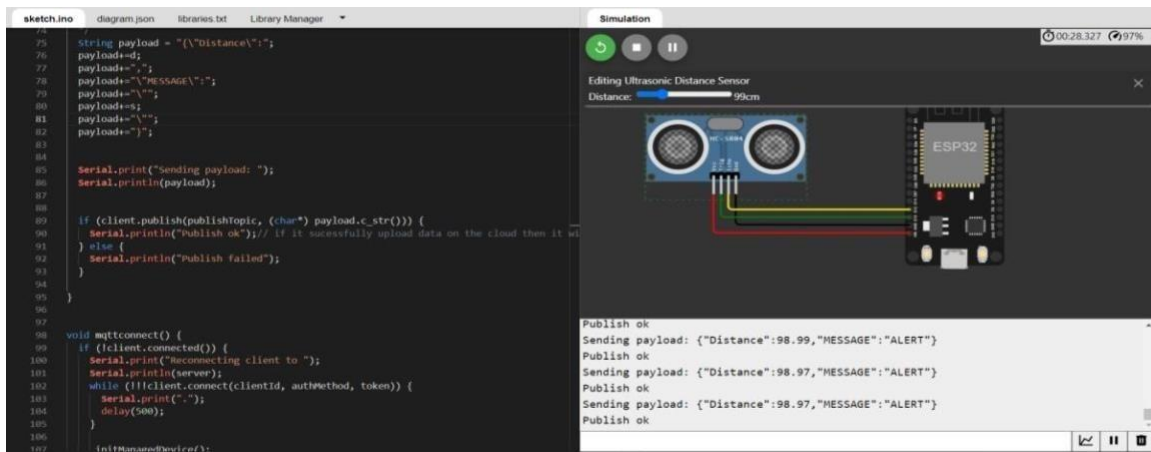 sketch.ino diagram.json libraries.txt Library Manager
Simulation
74
75 String payload = "{\"Distance\":";
76 payload+=d;
77 payload+=",";
78 payload+="\"MESSAGE\":";
79 payload+="\"";
80 payload+=s;
81 payload+="\"";
82 payload+="}";
83
84
85 Serial.print("Sending payload: ");
86 Serial.println(payload);
87
88
89 if (client.publish(publishTopic, (char*) payload.c_str())) {
90 Serial.println("Publish ok");// if it sucessfully upload data on the cloud then it wi
91 } else {
92 Serial.println("Publish failed");
93 }
94
95 }
96
97
98 void mqttconnect() {
99 if (!client.connected()) {
100 Serial.print("Reconnecting client to ");
101 Serial.println(server);
102 while (!!!client.connect(clientId, authMethod, token)) {
103 Serial.print(".");
104 delay(500);
105 }
106
107 initManagedDevice();
00:28.327 97%
Editing Ultrasonic Distance Sensor
Distance: 99cm
HC-SR04
ESP32
Publish ok
Sending payload: {"Distance":98.99,"MESSAGE":"ALERT"}
Publish ok
Sending payload: {"Distance":98.97,"MESSAGE":"ALERT"}
Publish ok
Sending payload: {"Distance":98.97,"MESSAGE":"ALERT"}
Publish ok